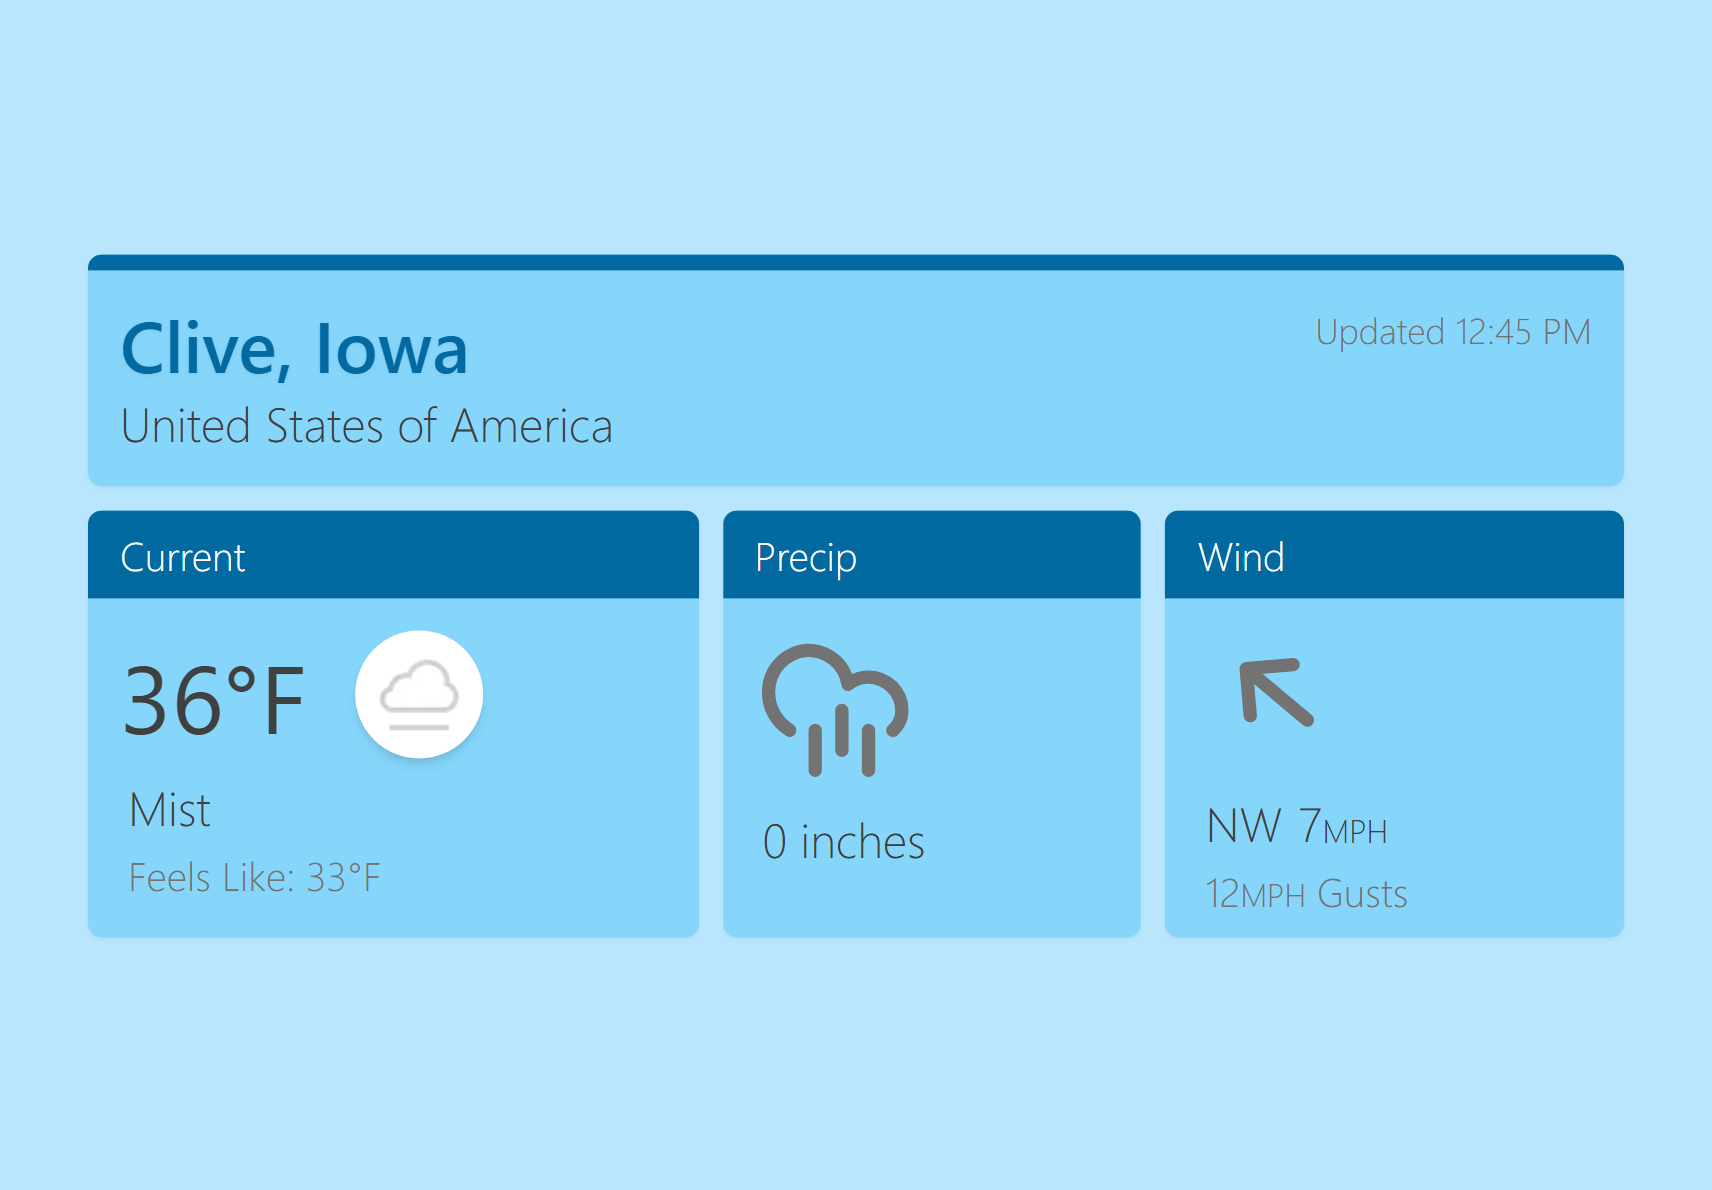 Clive, Iowa
Updated 12:45 PM
United States of America
Current
36°F
Mist
Feels Like: 33°F
Precip
0 inches
Wind
NW 7MPH
12MPH Gusts